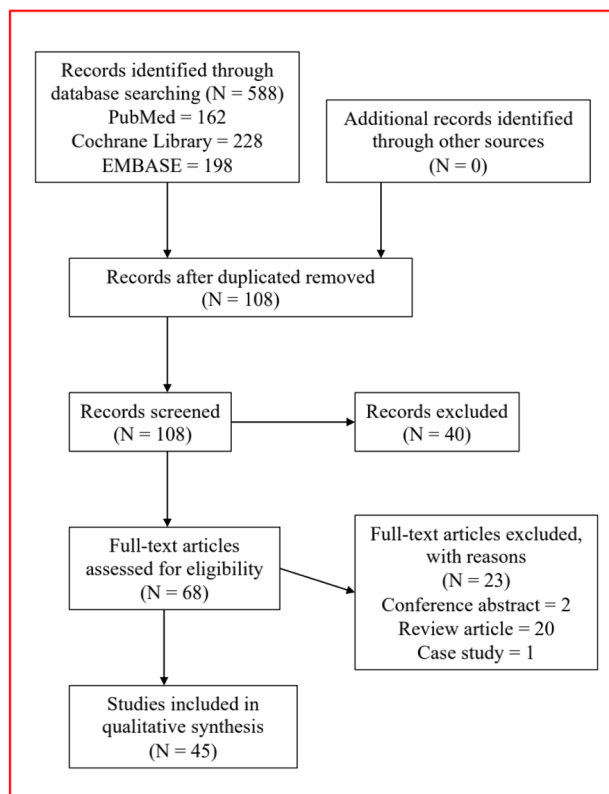 Records identified through
database searching (N = 588)
PubMed = 162
Cochrane Library = 228
EMBASE = 198
Additional records identified
through other sources
(N = 0)
Records after duplicated removed
(N = 108)
Records screened
(N = 108)
Records excluded
(N = 40)
Full-text articles
assessed for eligibility
(N = 68)
Full-text articles excluded,
with reasons
(N = 23)
Conference abstract = 2
Review article = 20
Case study = 1
Studies included in
qualitative synthesis
(N = 45)